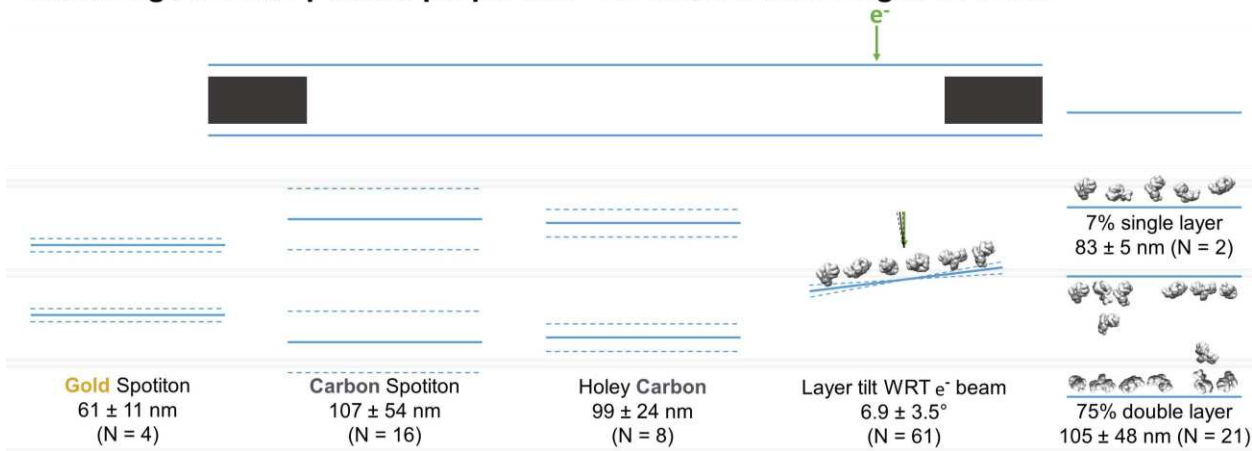 e-
7% single layer
83 ± 5 nm (N = 2)
Gold Spotiton
61 ± 11 nm
(N = 4)
Carbon Spotiton
107 ± 54 nm
(N = 16)
Holey Carbon
99 ± 24 nm
(N = 8)
Layer tilt WRT e- beam
6.9 ± 3.5°
(N = 61)
75% double layer
105 ± 48 nm (N = 21)